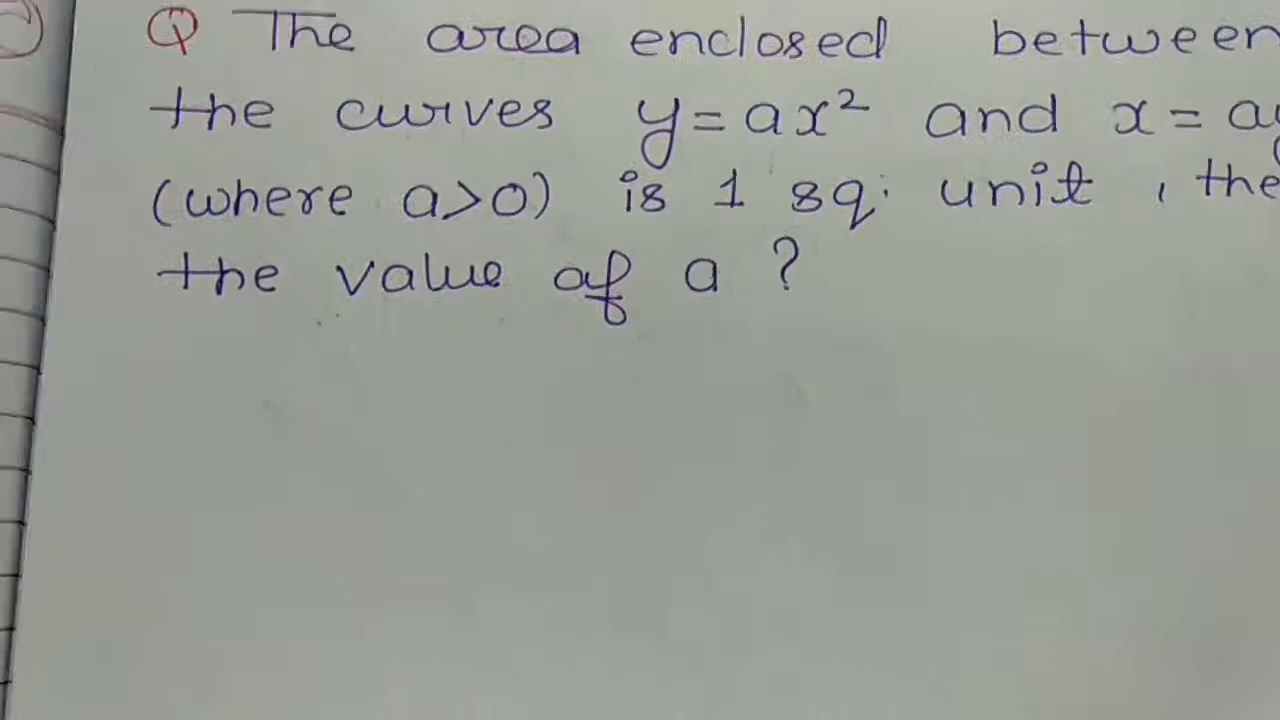 Q The area enclosed between
the curves y = ax² and x = a
(where a>0) is 1 sq. unit, the
the value of a ?